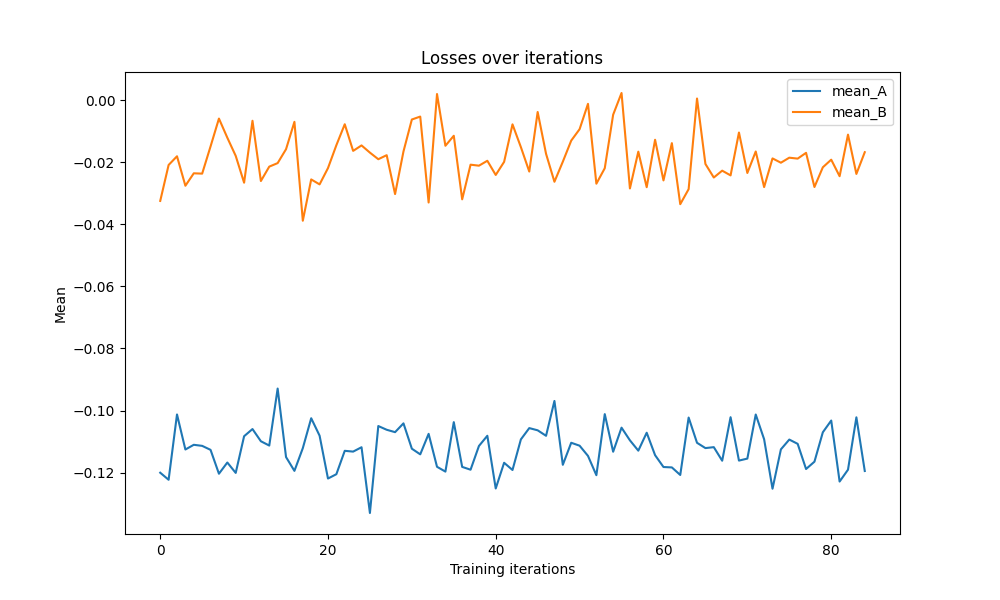 Losses over iterations
mean_A
mean_B
Mean
0.00
−0.02
−0.04
−0.06
−0.08
−0.10
−0.12
0
20
40
60
80
Training iterations